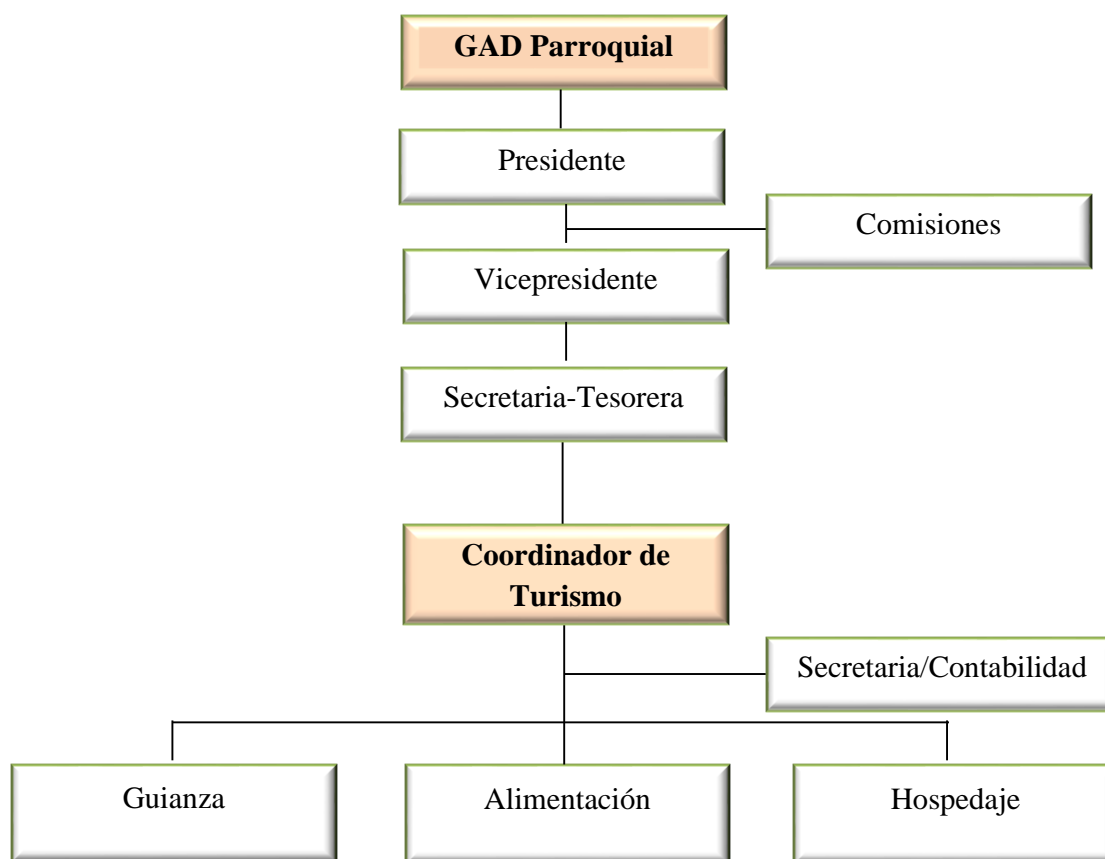 GAD Parroquial
Presidente
Comisiones
Vicepresidente
Secretaria-Tesorera
Coordinador de
Turismo
Secretaria/Contabilidad
Guianza
Alimentación
Hospedaje